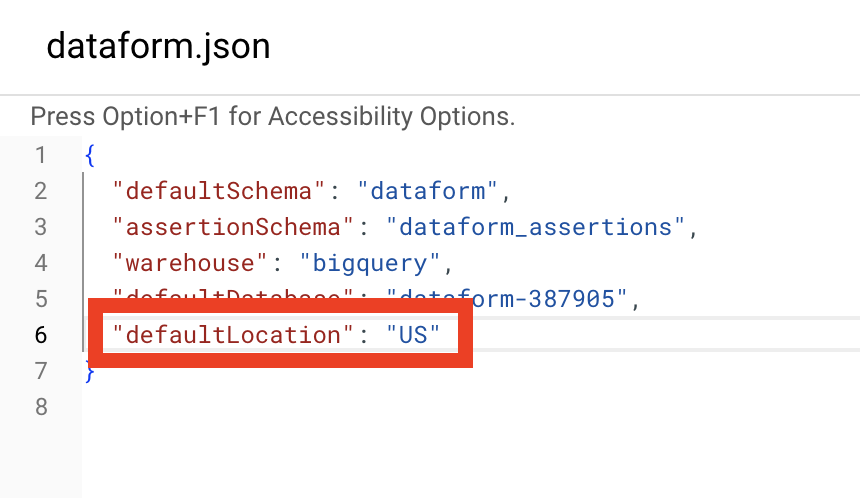 dataform.json
Press Option+F1 for Accessibility Options.
1 {
2 "defaultSchema": "dataform",
3 "assertionSchema": "dataform_assertions",
4 "warehouse": "bigquery",
5 "defaultDatabase": "dataform-387905",
6 "defaultLocation": "US"
7 }
8